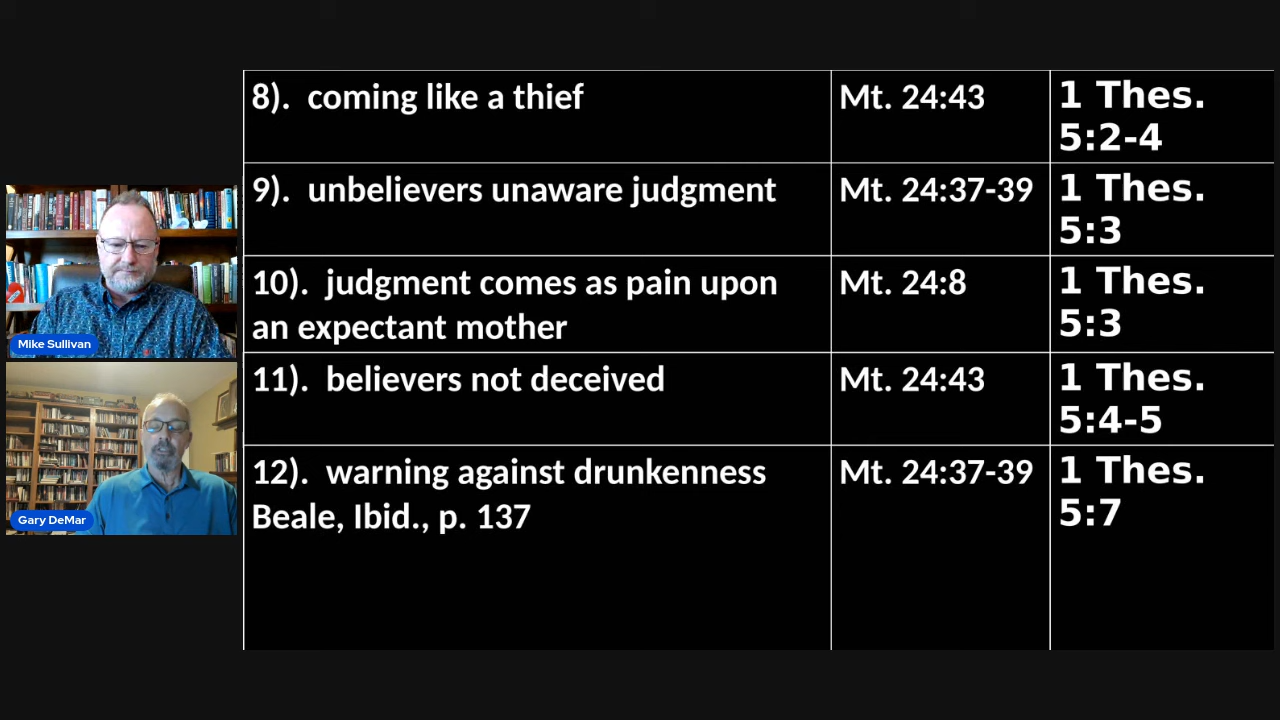 8).  coming like a thief
Mt. 24:43
1 Thes.
5:2-4
9).  unbelievers unaware judgment
Mt. 24:37-39
1 Thes.
5:3
10).  judgment comes as pain upon
an expectant mother
Mt. 24:8
1 Thes.
5:3
11).  believers not deceived
Mt. 24:43
1 Thes.
5:4-5
12).  warning against drunkenness
Beale, Ibid., p. 137
Mt. 24:37-39
1 Thes.
5:7
Mike Sullivan
Gary DeMar